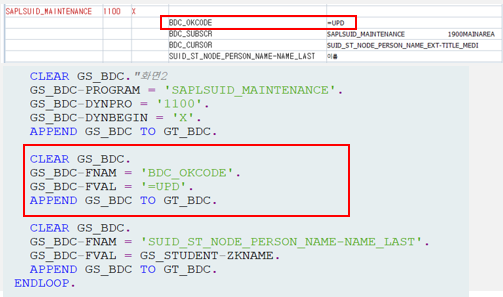 SAPLSUID_MAINTENANCE 1100 X
BDC_OKCODE =UPD
BDC_SUBSCR SAPLSUID_MAINTENANCE 1900MAINAREA
BDC_CURSOR SUID_ST_NODE_PERSON_NAME_EXT-TITLE_MEDI
SUID_ST_NODE_PERSON_NAME-NAME_LAST
CLEAR GS_BDC."화면2
GS_BDC-PROGRAM = 'SAPLSUID_MAINTENANCE'.
GS_BDC-DYNPRO = '1100'.
GS_BDC-DYNBEGIN = 'X'.
APPEND GS_BDC TO GT_BDC.
CLEAR GS_BDC.
GS_BDC-FNAM = 'BDC_OKCODE'.
GS_BDC-FVAL = '=UPD'.
APPEND GS_BDC TO GT_BDC.
CLEAR GS_BDC.
GS_BDC-FNAM = 'SUID_ST_NODE_PERSON_NAME-NAME_LAST'.
GS_BDC-FVAL = GS_STUDENT-ZKNAME.
APPEND GS_BDC TO GT_BDC.
ENDLOOP.